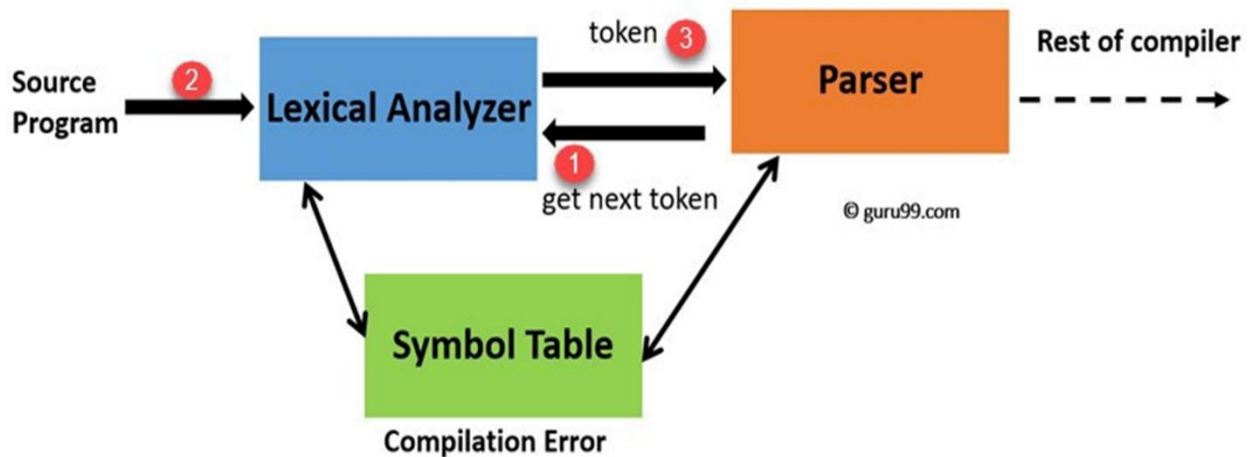 token 3
Rest of compiler
Source
Program
2
Lexical Analyzer
Parser
1
get next token
© guru99.com
Symbol Table
Compilation Error